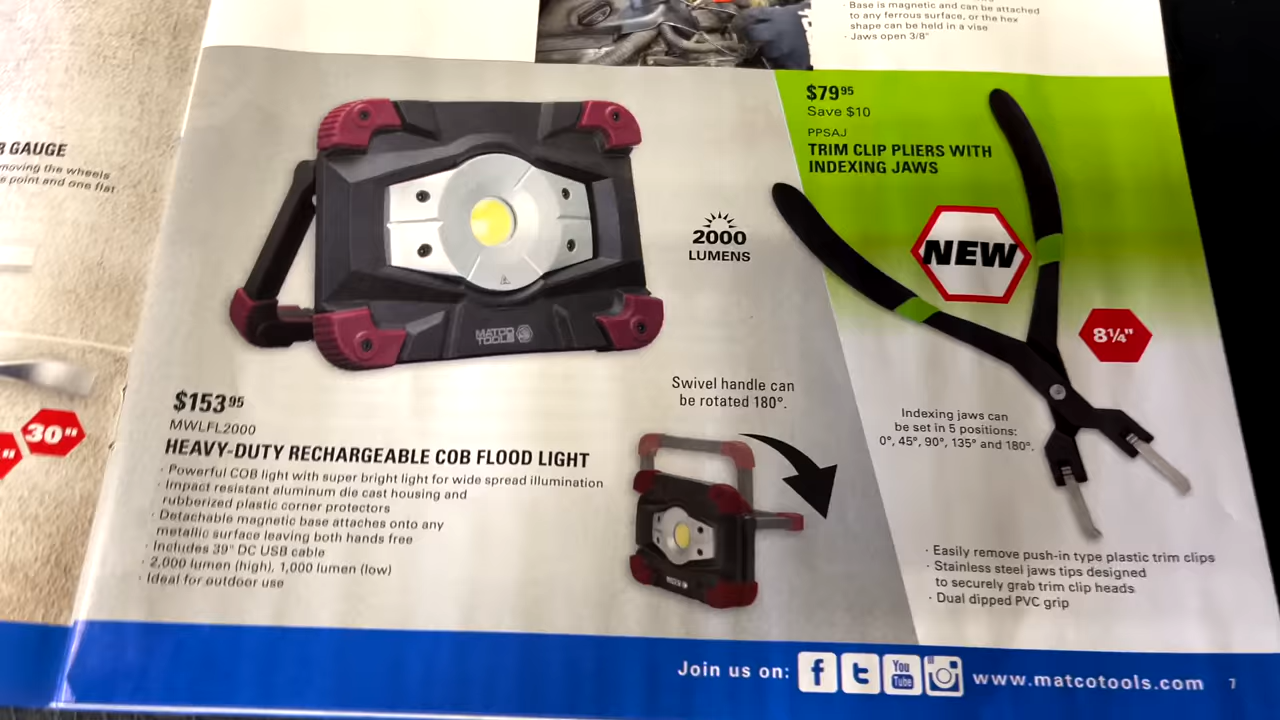 GAUGE
moving the wheels
point and one flat
30"
· Base is magnetic and can be attached
to any ferrous surface, or the hex
shape can be held in a vise
· Jaws open 3/8"
MATCO
TOOLS
2000
LUMENS
$153 95
MWLFL2000
HEAVY-DUTY RECHARGEABLE COB FLOOD LIGHT
· Powerful COB light with super bright light for wide spread illumination
· Impact resistant aluminum die cast housing and
rubberized plastic corner protectors
· Detachable magnetic base attaches onto any
metallic surface leaving both hands free
· Includes 39" DC USB cable
· 2,000 lumen (high), 1,000 lumen (low)
· Ideal for outdoor use
Swivel handle can
be rotated 180°.
$79 95
Save $10
PPSAJ
TRIM CLIP PLIERS WITH
INDEXING JAWS
NEW
8¼"
Indexing jaws can
be set in 5 positions:
0°, 45°, 90°, 135° and 180°.
· Easily remove push-in type plastic trim clips
· Stainless steel jaws tips designed
to securely grab trim clip heads
· Dual dipped PVC grip
Join us on:
f
t
You
Tube
www.matcotools.com
7